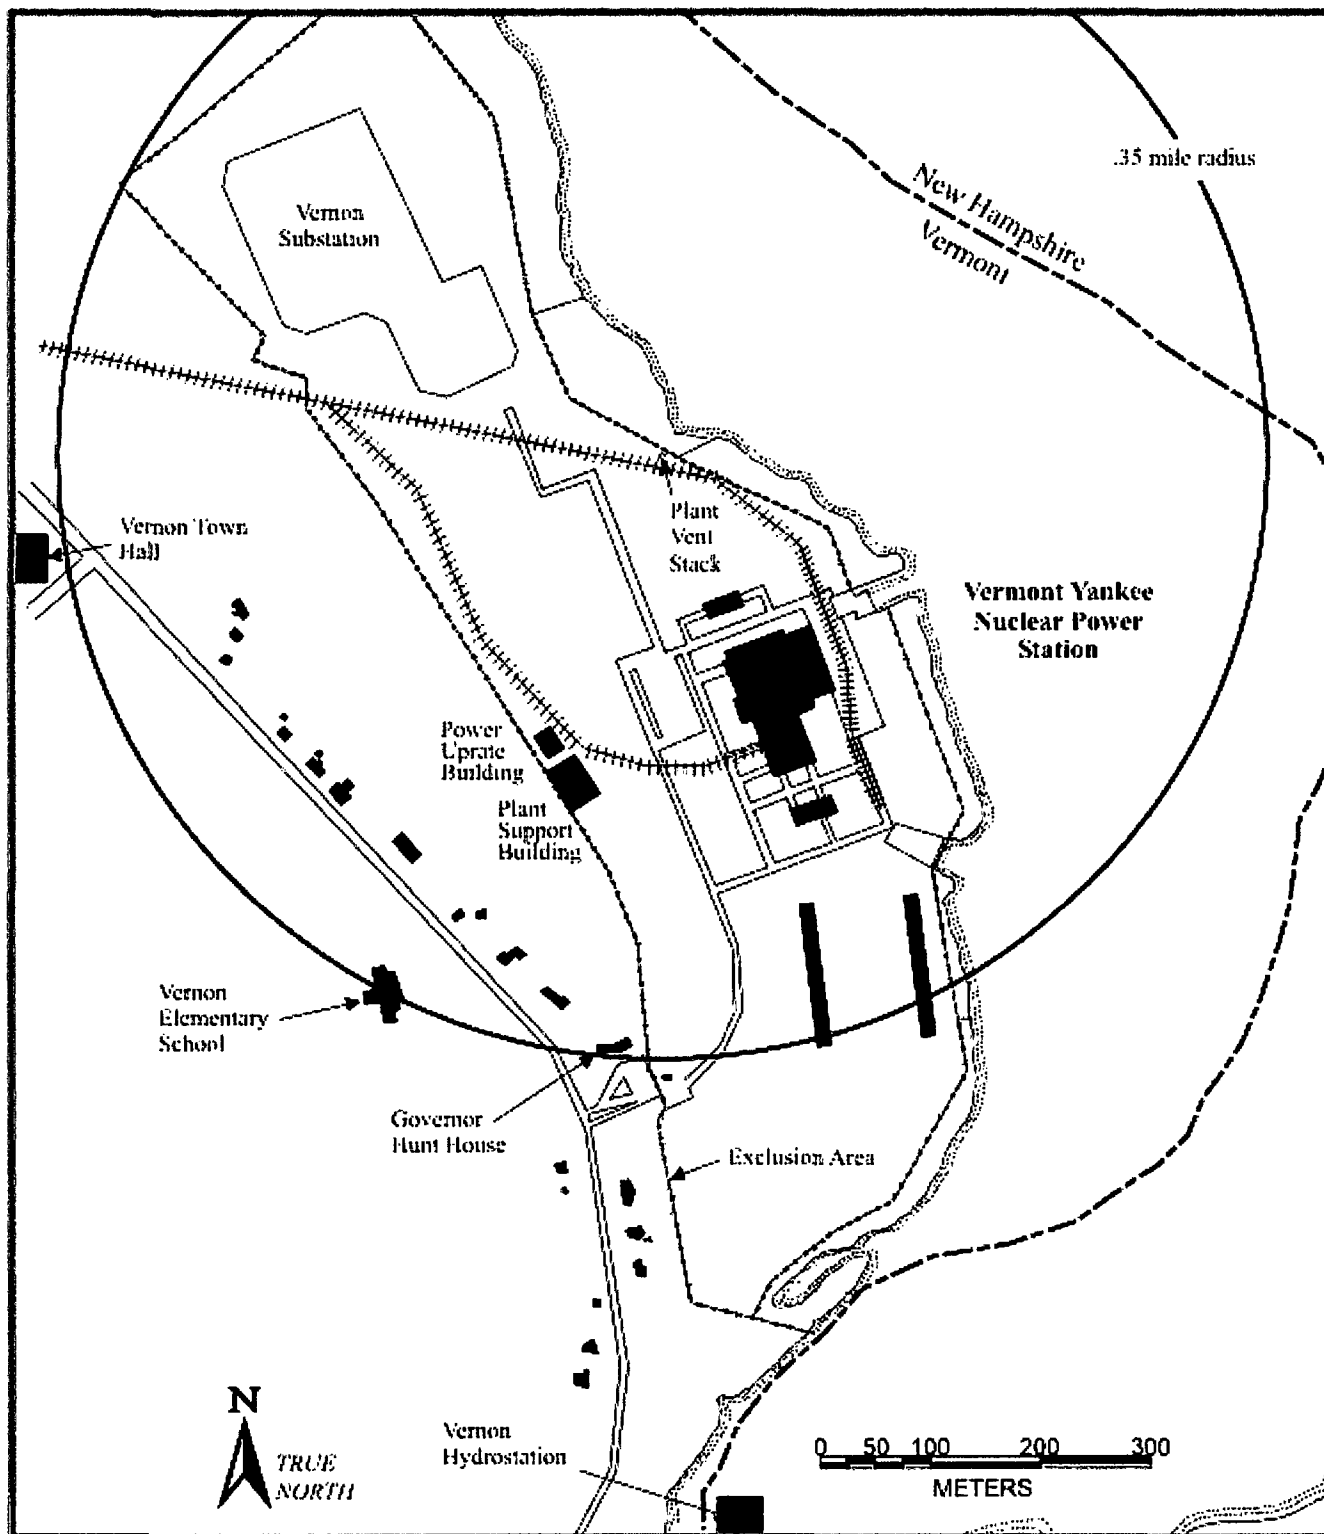 .35 mile radius
New Hampshire
Vermont
Vernon
Substation
Vernon Town
Hall
Plant
Vent
Stack
Vermont Yankee
Nuclear Power
Station
Power
Uprate
Building
Plant
Support
Building
Vernon
Elementary
School
Governor
Hunt House
Exclusion Area
N
TRUE
NORTH
Vernon
Hydrostation
0 50 100 200 300
METERS